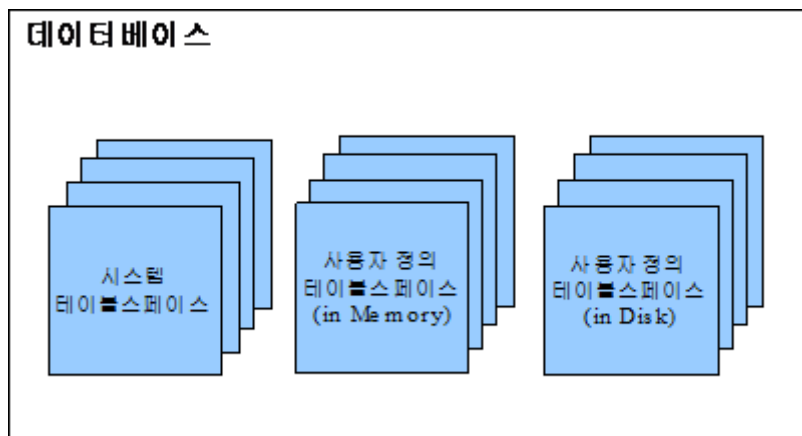 데이터베이스
시스템
테이블스페이스
사용자 정의
테이블스페이스
(in Memory)
사용자 정의
테이블스페이스
(in Disk)